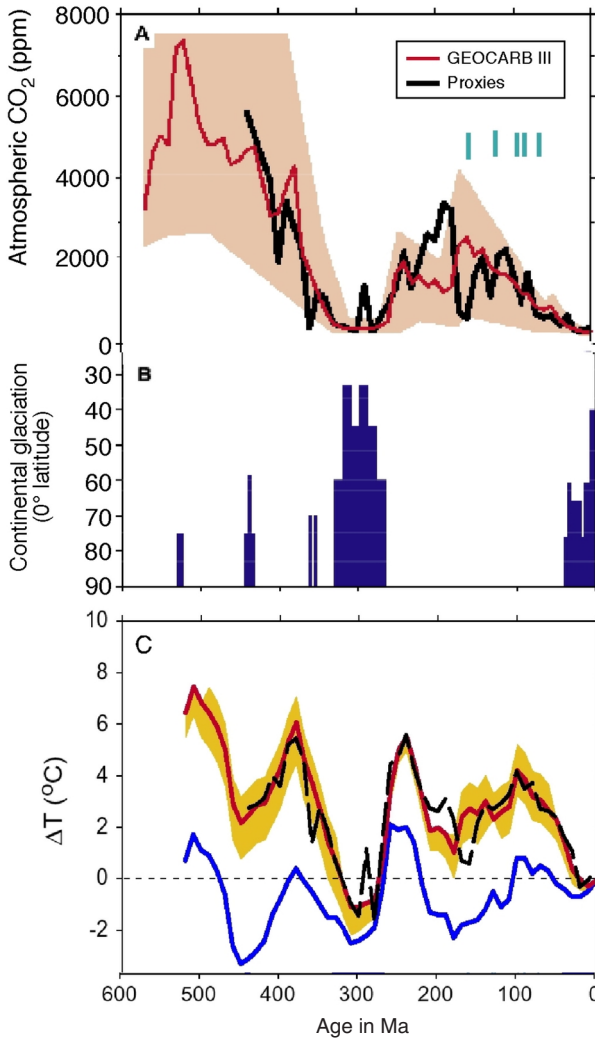 A
Atmospheric CO2 (ppm)
8000
6000
4000
2000
0
GEOCARB III
Proxies
B
Continental glaciation
(0° latitude)
30
40
50
60
70
80
90
C
ΔT (°C)
10
8
6
4
2
0
-2
600 500 400 300 200 100 0
Age in Ma